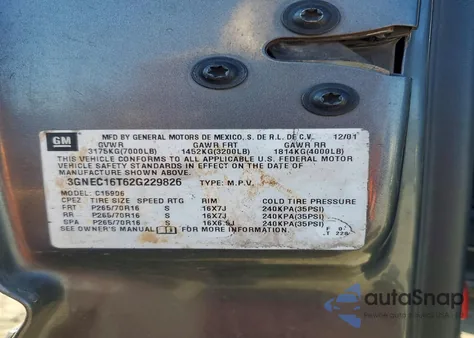 GM
MFD BY GENERAL MOTORS DE MEXICO, S. DE R.L. DE C.V. 12/01
GVWR GAWR FRT GAWR RR
3175KG(7000LB) 1452KG(3200LB) 1814KG(4000LB)
THIS VEHICLE CONFORMS TO ALL APPLICABLE U.S. FEDERAL MOTOR
VEHICLE SAFETY STANDARDS IN EFFECT ON THE DATE OF
MANUFACTURE SHOWN ABOVE.
3GNEC16T62G229826 TYPE: M.P.V.
MODEL: C15906
CPEZ TIRE SIZE SPEED RTG RIM COLD TIRE PRESSURE
FRT P265/70R16 S 16X7J 240KPA(35PSI)
RR P265/70R16 S 16X7J 240KPA(35PSI)
SPA P265/70R16 S 16X6.5J 240KPA(35PSI)
SEE OWNER'S MANUAL FOR MORE INFORMATION.
autoSnap